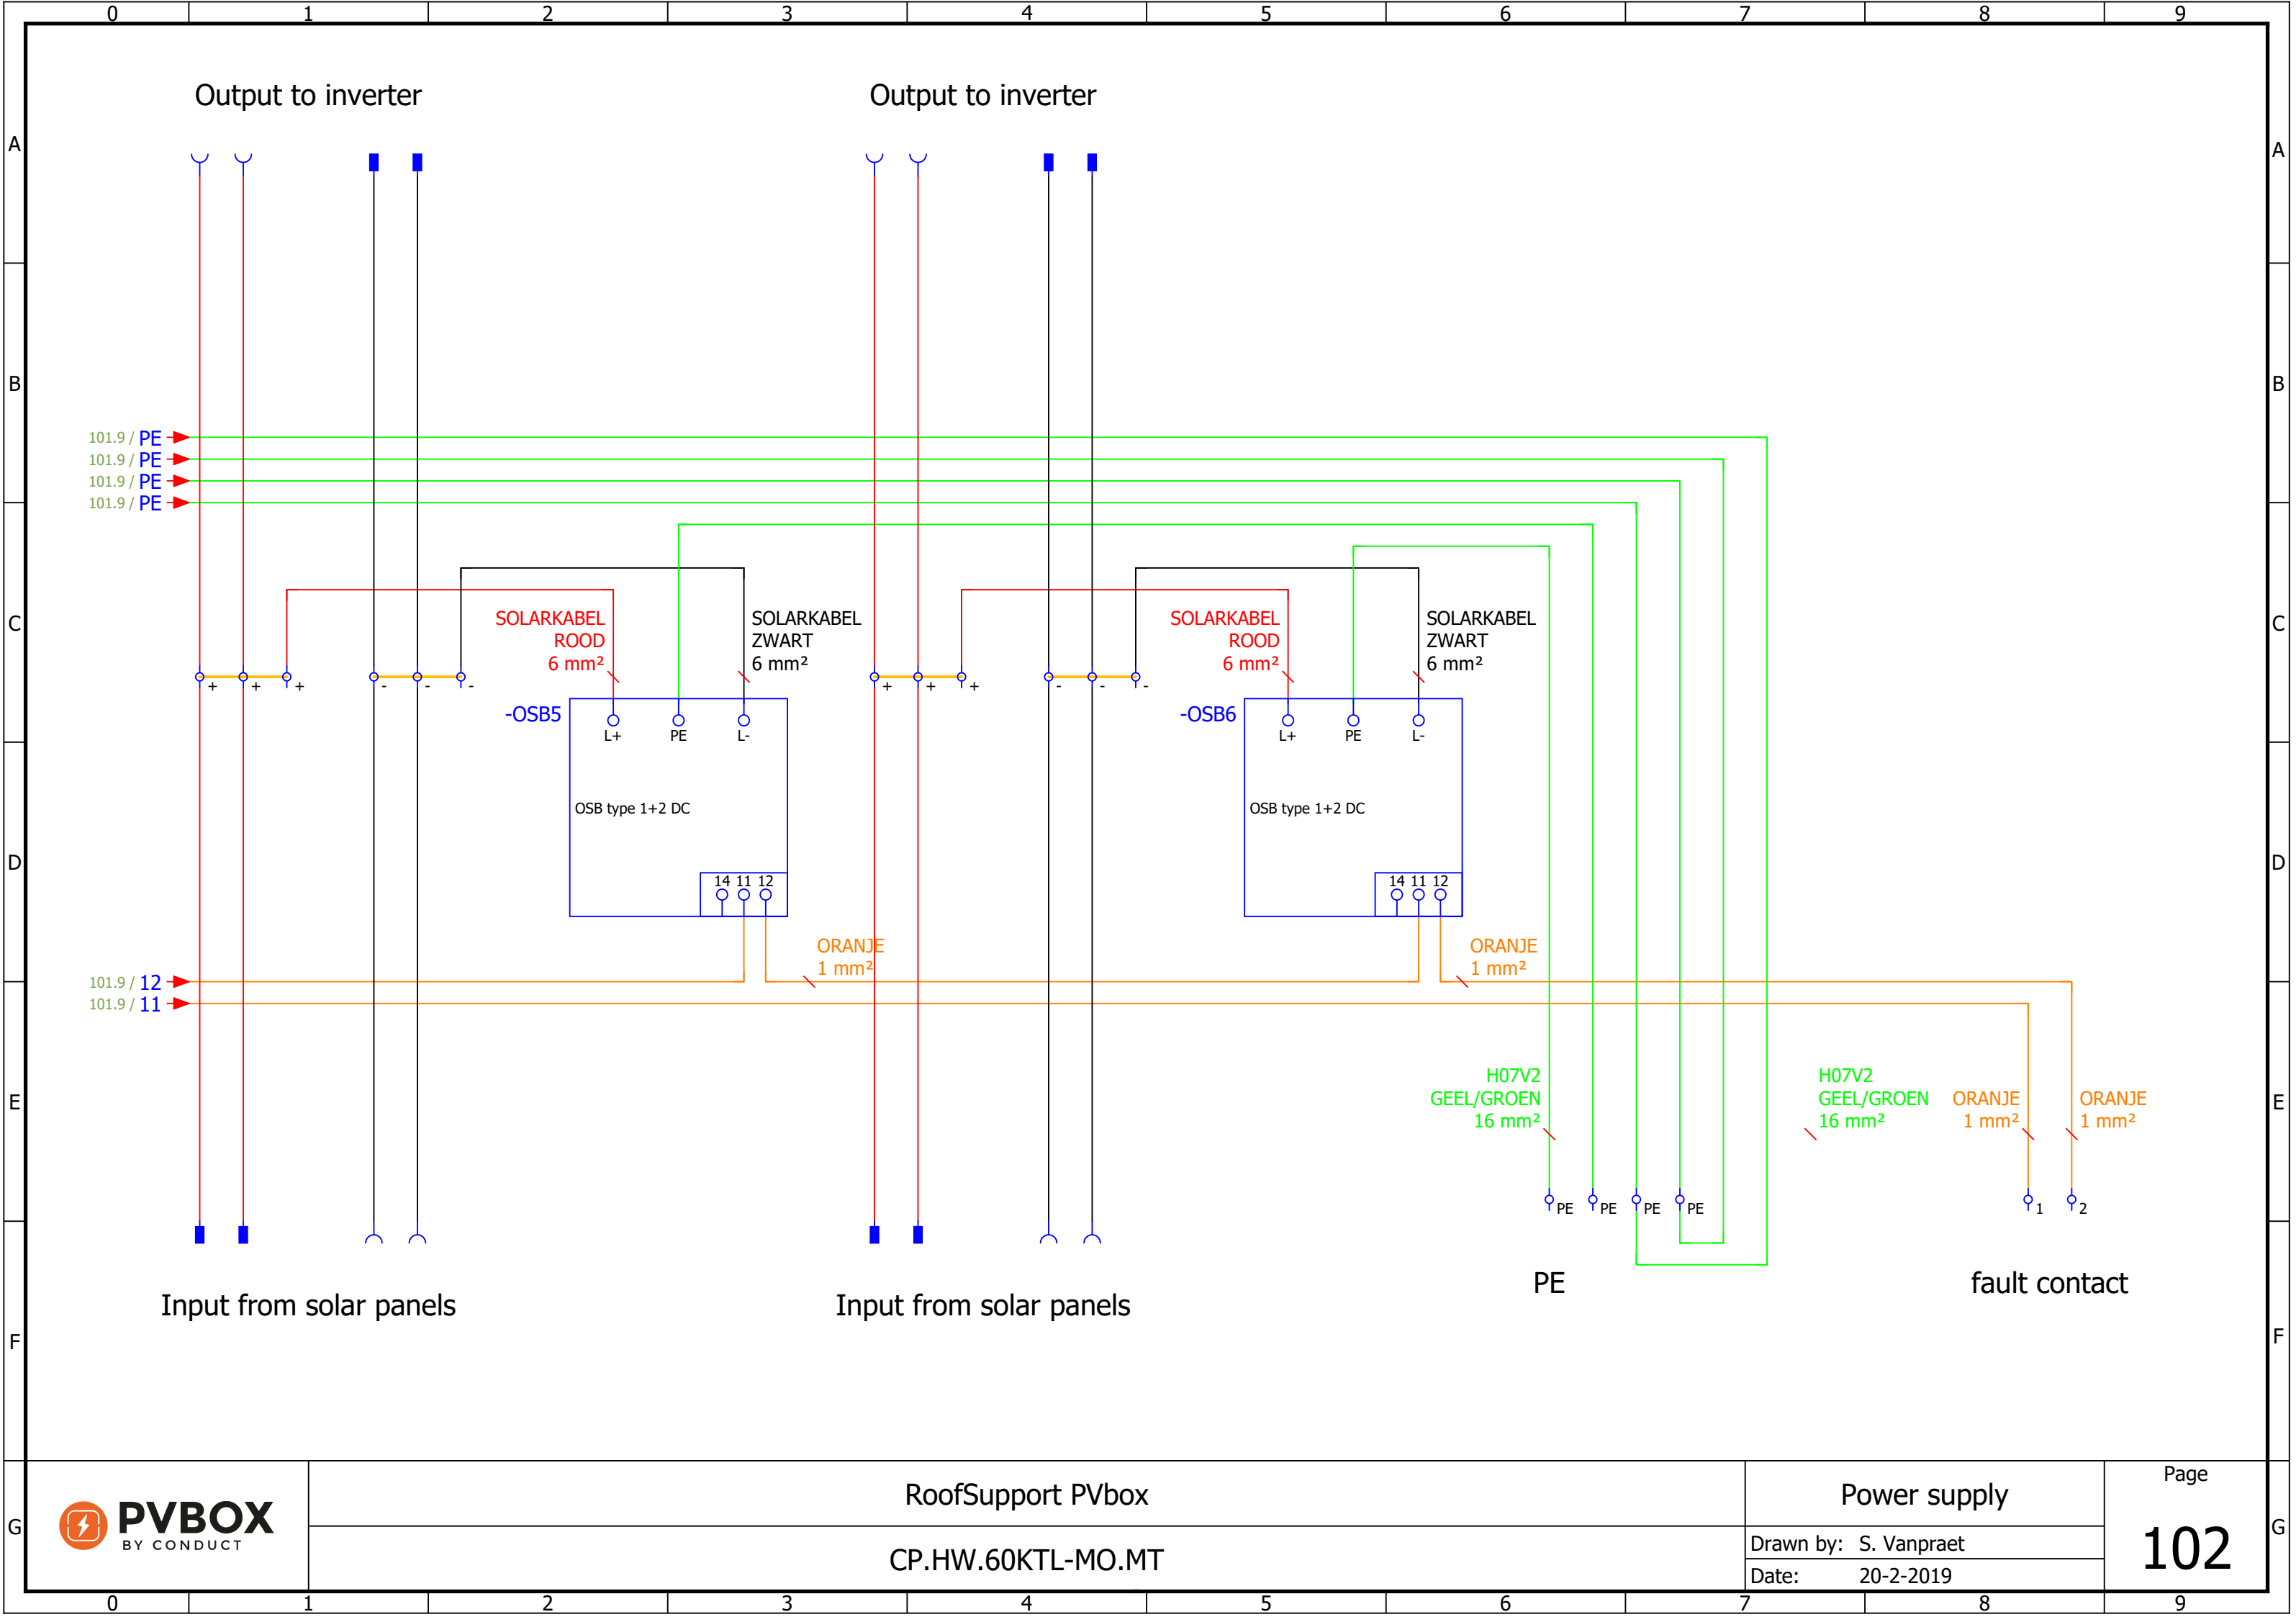 0 1 2 3 4 5 6 7 8 9
Output to inverter
Output to inverter
A A
B B
101.9 / PE
101.9 / PE
101.9 / PE
101.9 / PE
C C
SOLARKABEL
ROOD
6 mm²
SOLARKABEL
ZWART
6 mm²
SOLARKABEL
ROOD
6 mm²
SOLARKABEL
ZWART
6 mm²
+ + + - - -
+ + + - - -
-OSB5
L+ PE L-
-OSB6
L+ PE L-
OSB type 1+2 DC
OSB type 1+2 DC
D D
14 11 12
14 11 12
ORANJE
1 mm²
ORANJE
1 mm²
101.9 / 12
101.9 / 11
E E
H07V2
GEEL/GROEN
16 mm²
H07V2
GEEL/GROEN
16 mm²
ORANJE
1 mm²
ORANJE
1 mm²
PE PE PE PE
1 2
PE
fault contact
Input from solar panels
Input from solar panels
F F
G G
PVBOX
BY CONDUCT
RoofSupport PVbox
CP.HW.60KTL-MO.MT
Power supply
Drawn by: S. Vanpraet
Date: 20-2-2019
Page
102
0 1 2 3 4 5 6 7 8 9